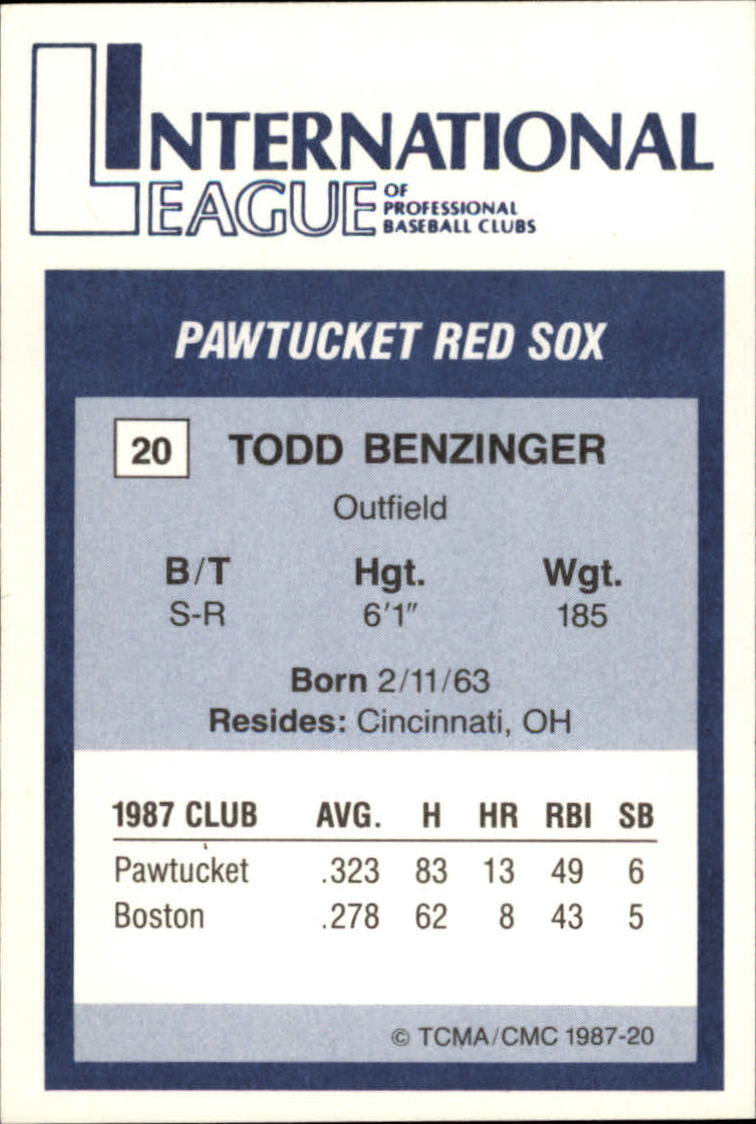 INTERNATIONAL
LEAGUE OF
PROFESSIONAL
BASEBALL CLUBS
PAWTUCKET RED SOX
20 TODD BENZINGER
Outfield
B/T Hgt. Wgt.
S-R 6'1" 185
Born 2/11/63
Resides: Cincinnati, OH
1987 CLUB AVG. H HR RBI SB
Pawtucket .323 83 13 49 6
Boston .278 62 8 43 5
© TCMA/CMC 1987-20